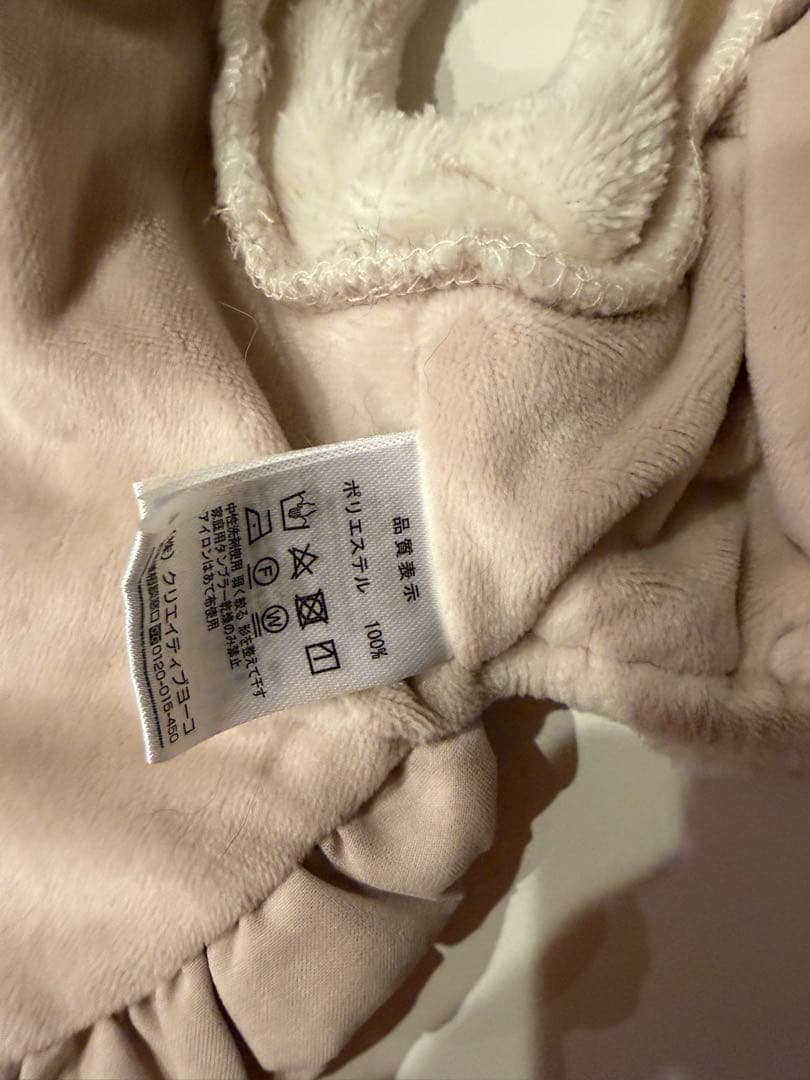 品質表示
ポリエステル 100%
F W
中性洗剤使用 弱く絞る 形を整えて干す
家庭用タンブラー乾燥のみ禁止
アイロンはあて布使用
(株)クリエイティブヨーコ
相談窓口 0120-015-450